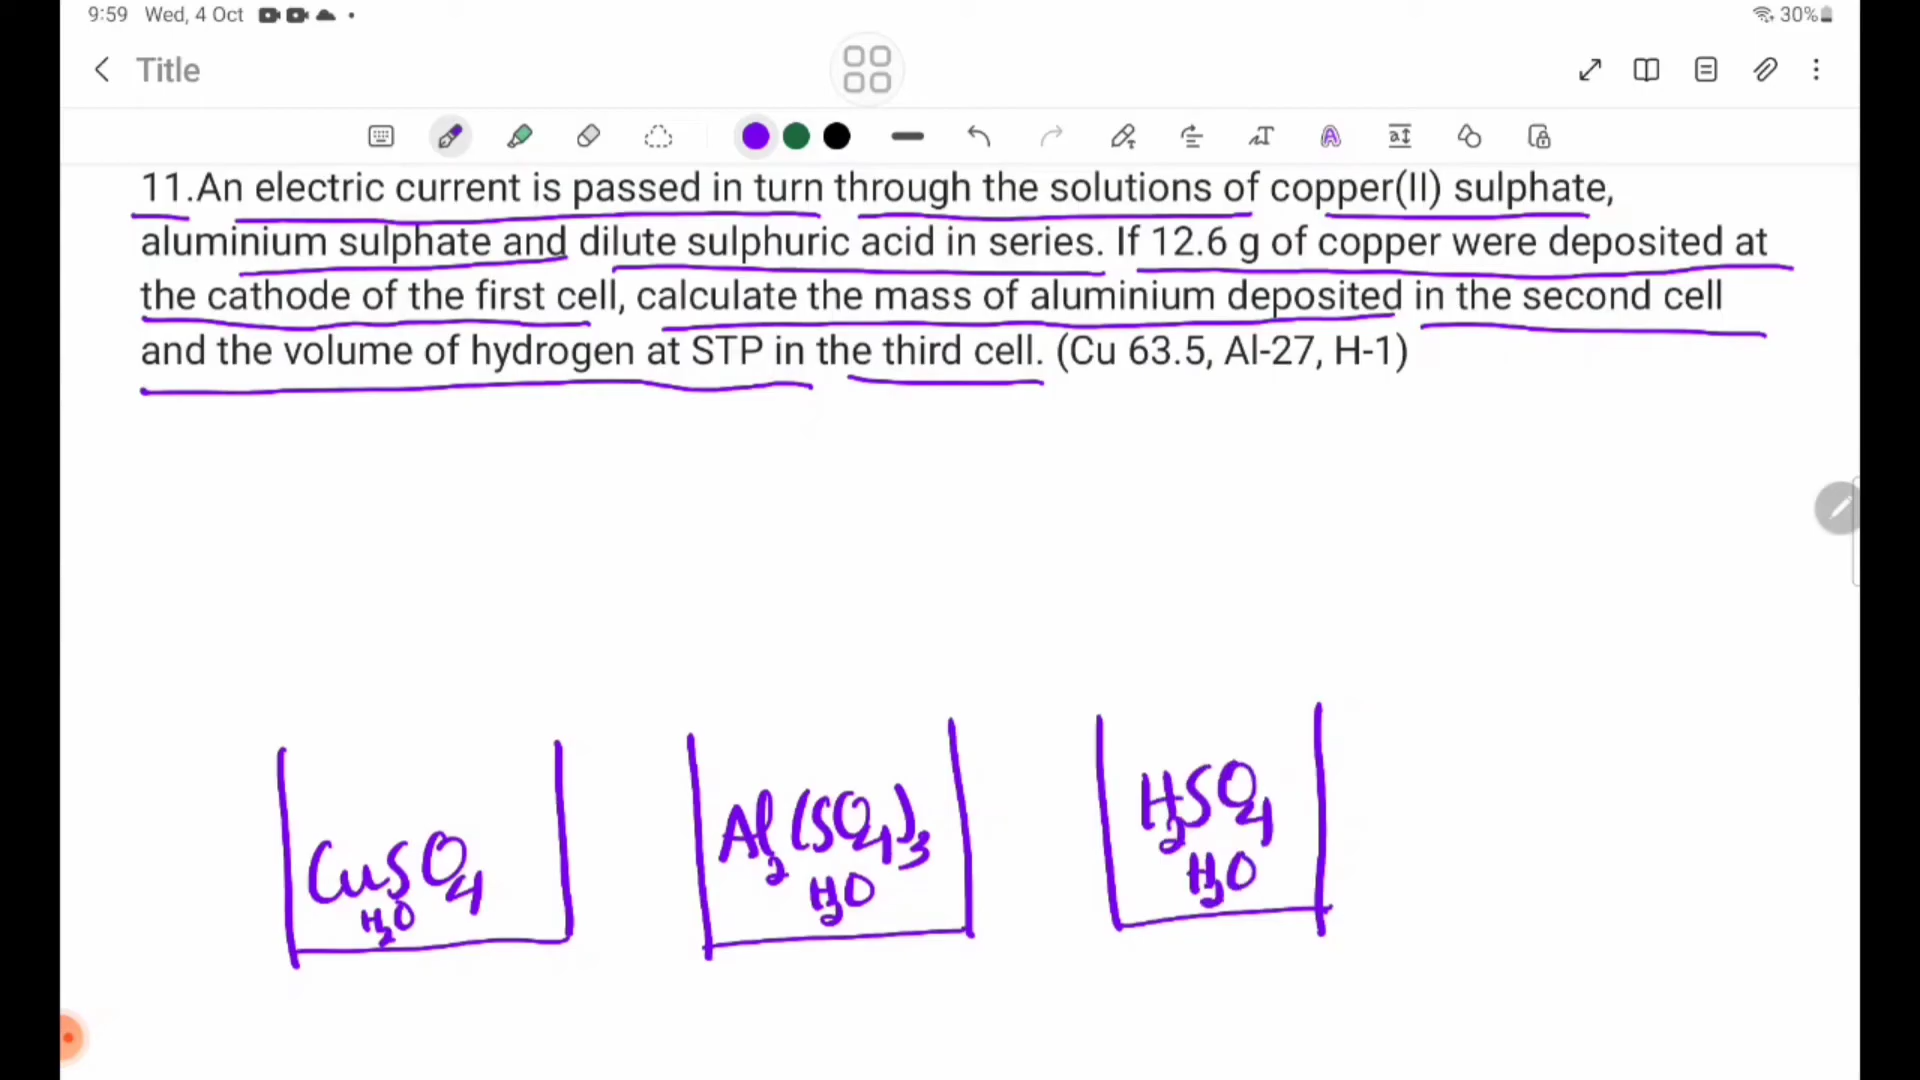 9:59 Wed, 4 Oct
30%
Title
11.An electric current is passed in turn through the solutions of copper(II) sulphate,
aluminium sulphate and dilute sulphuric acid in series. If 12.6 g of copper were deposited at
the cathode of the first cell, calculate the mass of aluminium deposited in the second cell
and the volume of hydrogen at STP in the third cell. (Cu 63.5, Al-27, H-1)
CuSO4
H2O
Al2(SO4)3
H2O
H2SO4
H2O